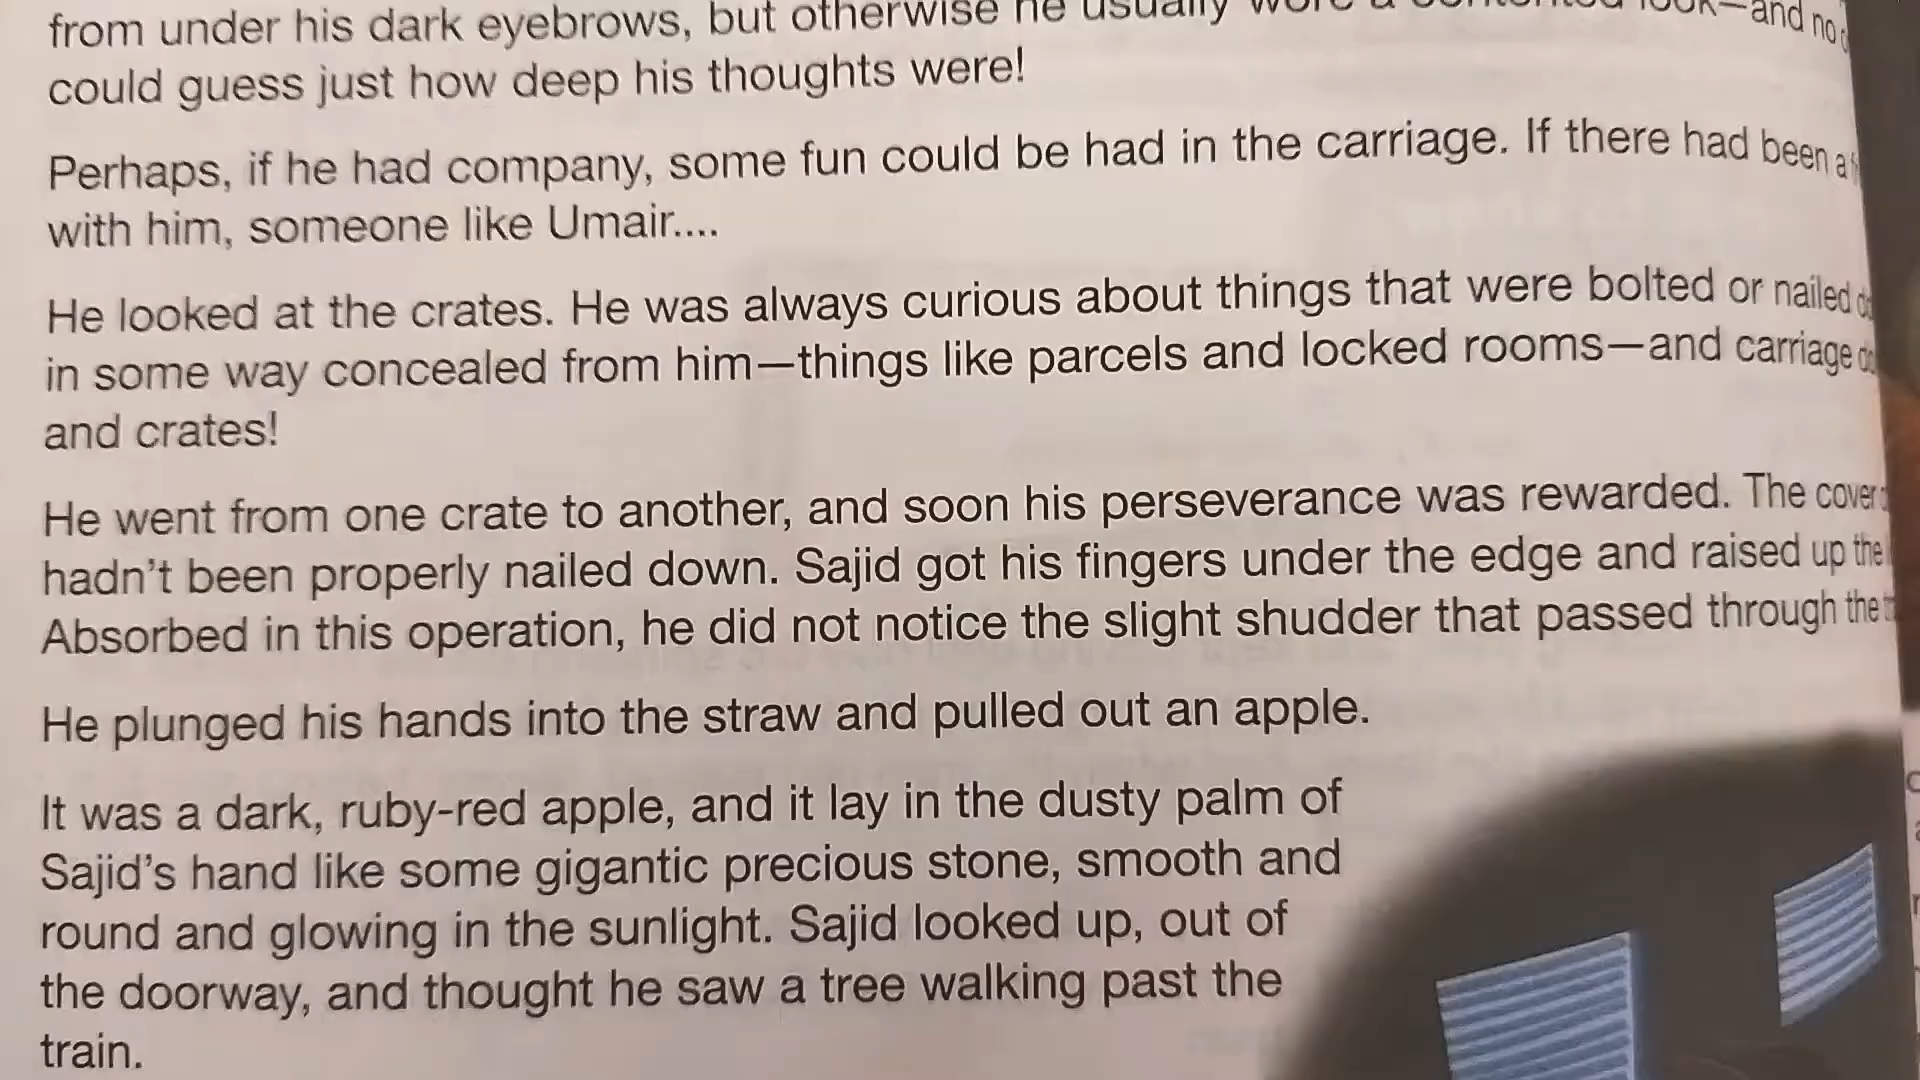 from under his dark eyebrows, but otherwise he usually wore a contented look—and no
could guess just how deep his thoughts were!
Perhaps, if he had company, some fun could be had in the carriage. If there had been a
with him, someone like Umair....
He looked at the crates. He was always curious about things that were bolted or nailed
in some way concealed from him—things like parcels and locked rooms—and carriage
and crates!
He went from one crate to another, and soon his perseverance was rewarded. The cover
hadn't been properly nailed down. Sajid got his fingers under the edge and raised up the
Absorbed in this operation, he did not notice the slight shudder that passed through the
He plunged his hands into the straw and pulled out an apple.
It was a dark, ruby-red apple, and it lay in the dusty palm of
Sajid's hand like some gigantic precious stone, smooth and
round and glowing in the sunlight. Sajid looked up, out of
the doorway, and thought he saw a tree walking past the
train.